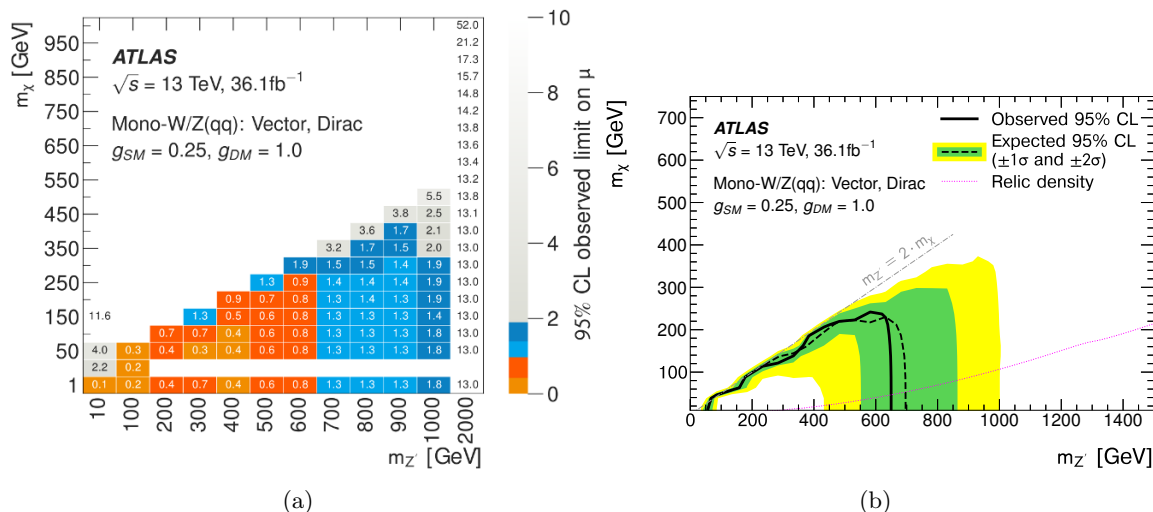 ATLAS
√s = 13 TeV, 36.1fb⁻¹
Mono-W/Z(qq): Vector, Dirac
g_SM = 0.25, g_DM = 1.0
m_χ [GeV]
950
850
750
650
550
450
350
250
150
50
1
52.0
21.2
17.3
15.7
14.8
14.2
13.8
13.6
13.4
13.2
5.5 13.8
3.8 2.5 13.1
3.6 1.7 2.1 13.0
3.2 1.7 1.5 2.0 13.0
1.9 1.5 1.5 1.4 1.9 13.0
1.3 0.9 1.4 1.4 1.4 1.9 13.0
0.9 0.7 0.8 1.3 1.4 1.3 1.9 13.0
11.6 1.3 0.5 0.6 0.8 1.3 1.3 1.3 1.4 13.0
0.7 0.7 0.4 0.6 0.8 1.3 1.3 1.3 1.8 13.0
4.0 0.3 0.4 0.3 0.4 0.6 0.8 1.3 1.3 1.3 1.8 13.0
2.2 0.2
0.1 0.2 0.4 0.7 0.4 0.6 0.8 1.3 1.3 1.3 1.8 13.0
10 100 200 300 400 500 600 700 800 900 1000 2000
m_Z′ [GeV]
10
8
6
4
2
0
95% CL observed limit on μ
(a)
m_χ [GeV]
700
600
500
400
300
200
100
ATLAS
√s = 13 TeV, 36.1fb⁻¹
Mono-W/Z(qq): Vector, Dirac
g_SM = 0.25, g_DM = 1.0
Observed 95% CL
Expected 95% CL
(±1σ and ±2σ)
Relic density
m_Z′ = 2 · m_χ
0 200 400 600 800 1000 1200 1400
m_Z′ [GeV]
(b)